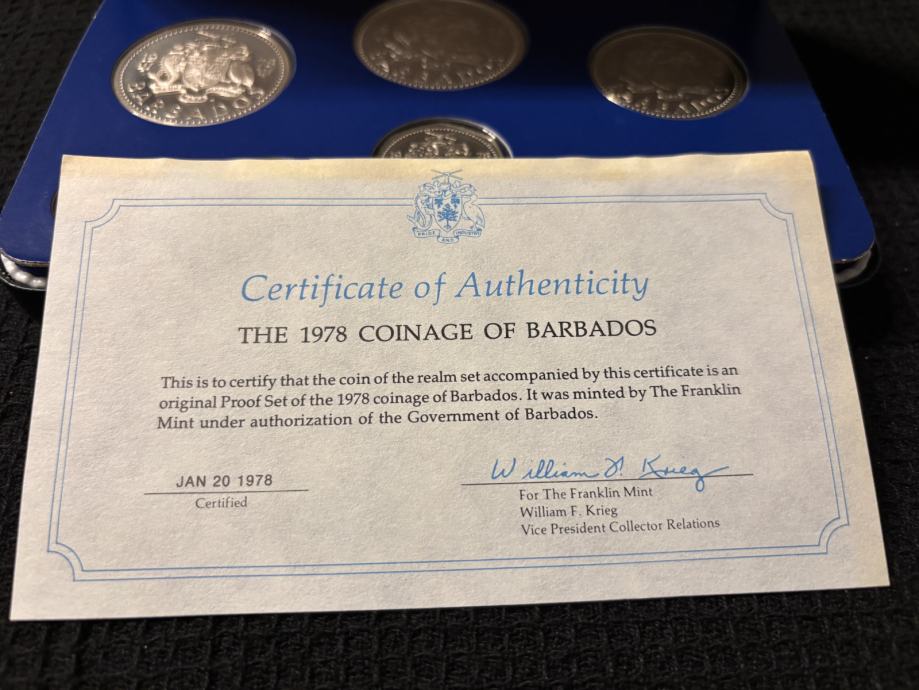 BARBADOS
PRIDE AND INDUSTRY
Certificate of Authenticity
THE 1978 COINAGE OF BARBADOS
This is to certify that the coin of the realm set accompanied by this certificate is an
original Proof Set of the 1978 coinage of Barbados. It was minted by The Franklin
Mint under authorization of the Government of Barbados.
JAN 20 1978
Certified
William F. Krieg
For The Franklin Mint
William F. Krieg
Vice President Collector Relations